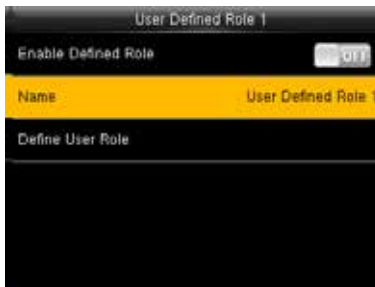 User Defined Role 1
Enable Defined Role OFF
Name User Defined Role 1
Define User Role